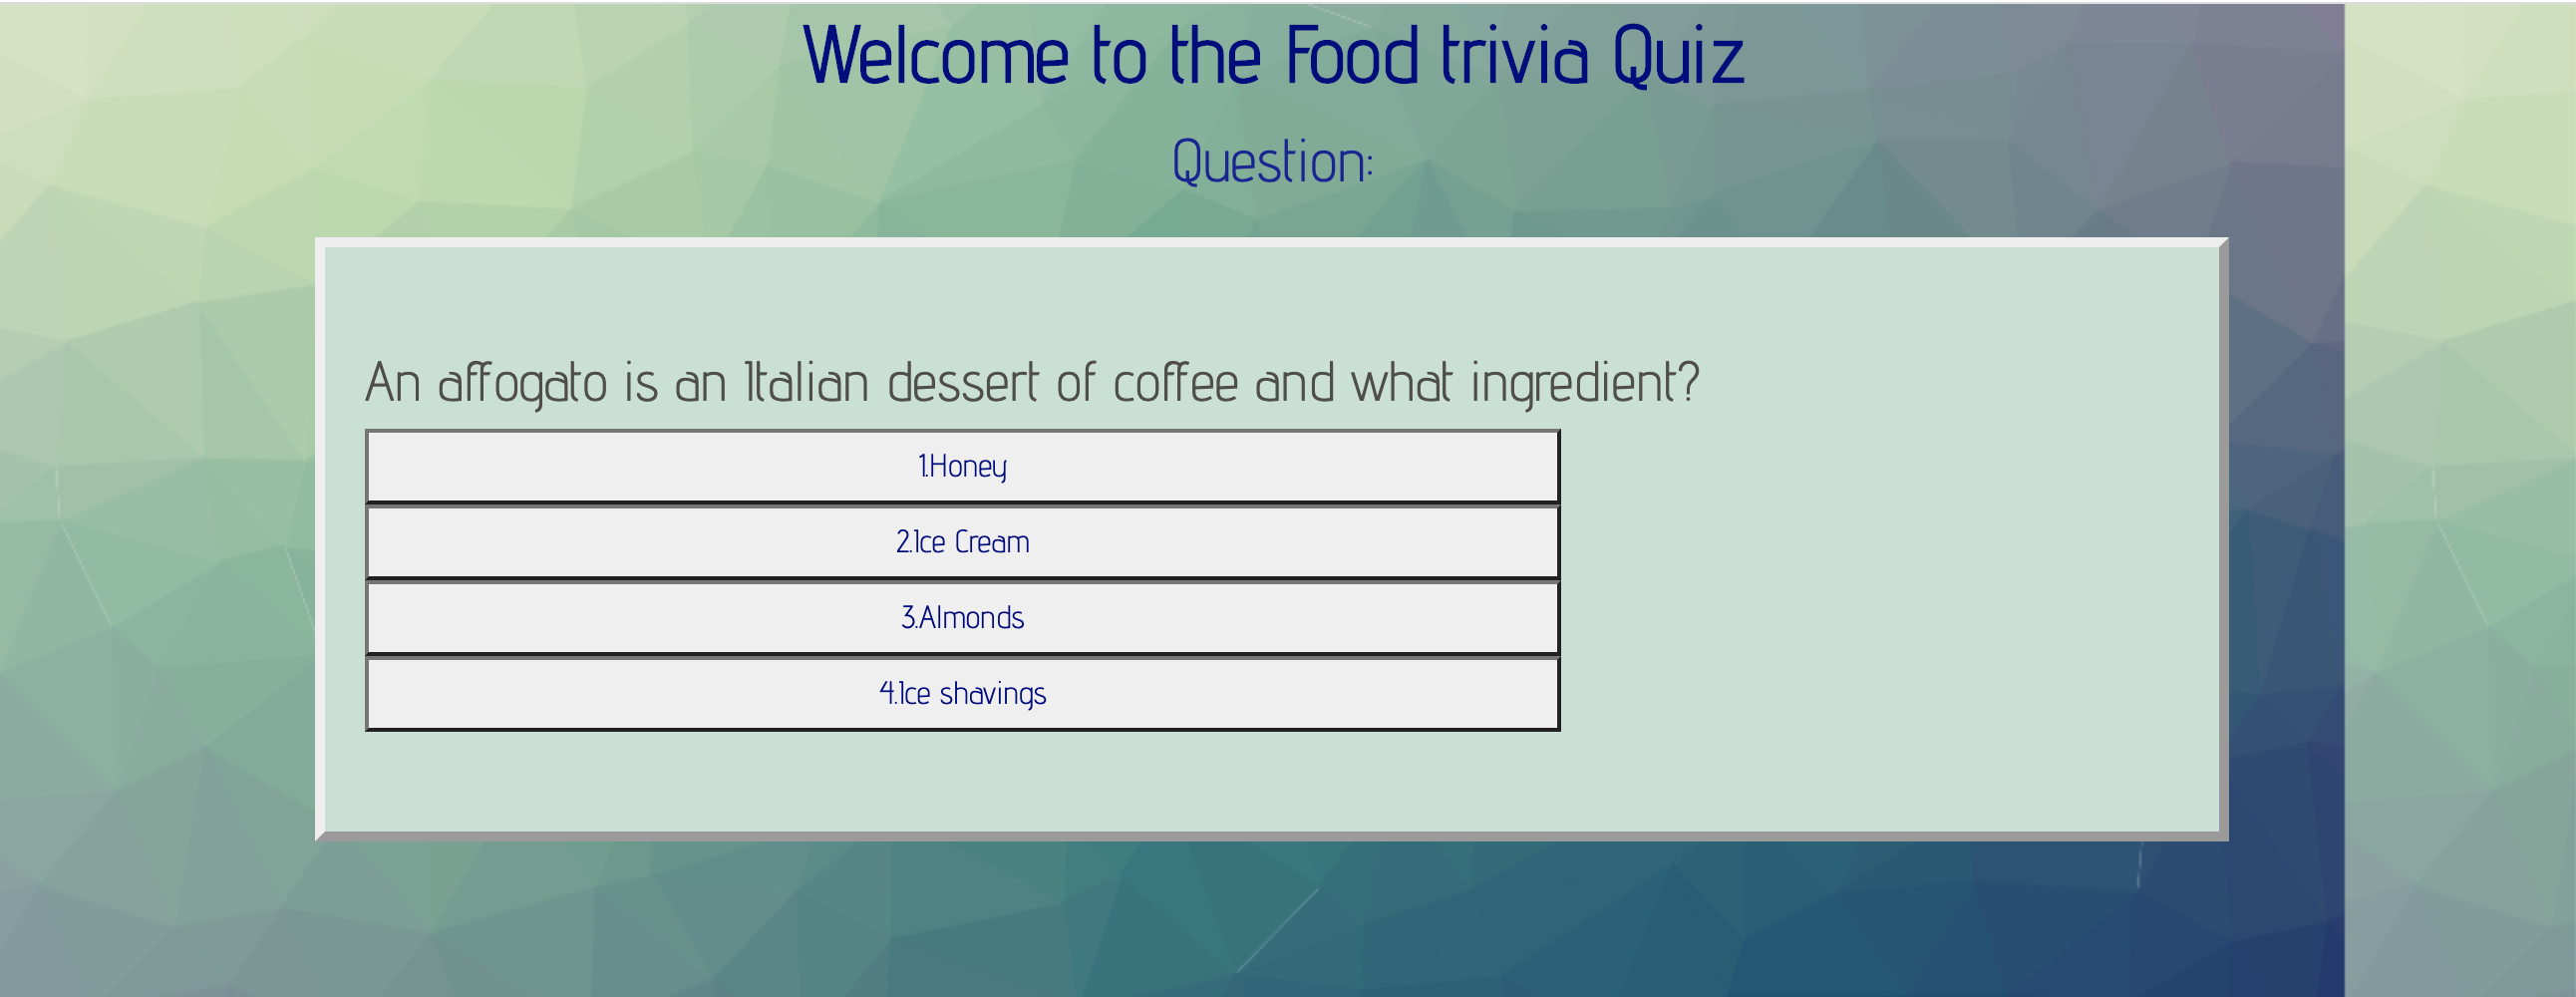 Welcome to the Food trivia Quiz
Question:
An affogato is an Italian dessert of coffee and what ingredient?
1.Honey
2.Ice Cream
3.Almonds
4.Ice shavings